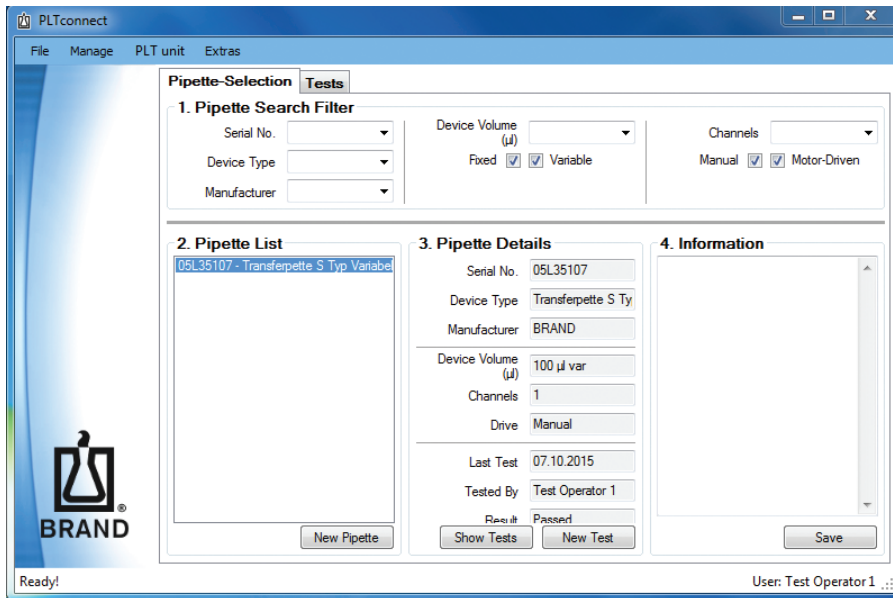 PLTconnect
File Manage PLT unit Extras
Pipette-Selection Tests
1. Pipette Search Filter
Serial No.
Device Type
Manufacturer
Device Volume
(µl)
Fixed Variable
Channels
Manual Motor-Driven
2. Pipette List
05L35107 - Transferpette S Typ Variabel
New Pipette
3. Pipette Details
Serial No. 05L35107
Device Type Transferpette S Ty
Manufacturer BRAND
Device Volume
(µl) 100 µl var
Channels 1
Drive Manual
Last Test 07.10.2015
Tested By Test Operator 1
Result Passed
Show Tests New Test
4. Information
Save
®
BRAND
Ready!
User: Test Operator 1